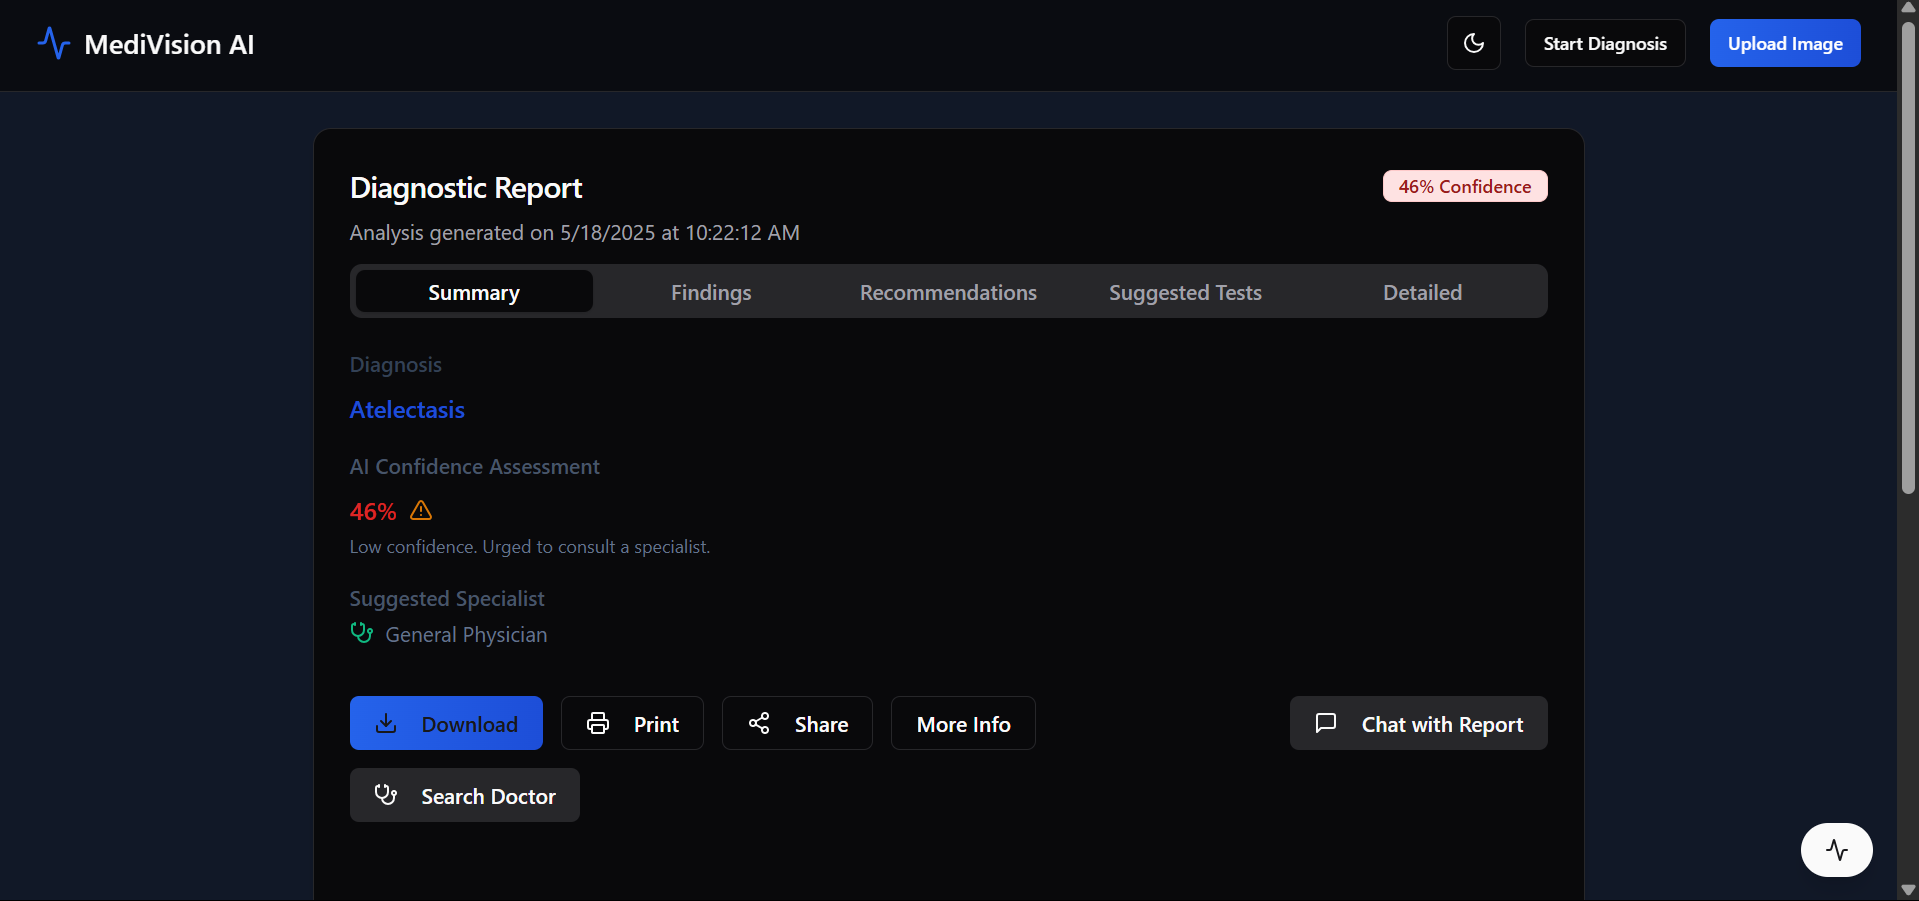 MediVision AI
Start Diagnosis
Upload Image
Diagnostic Report
46% Confidence
Analysis generated on 5/18/2025 at 10:22:12 AM
Summary
Findings
Recommendations
Suggested Tests
Detailed
Diagnosis
Atelectasis
AI Confidence Assessment
46%
Low confidence. Urged to consult a specialist.
Suggested Specialist
General Physician
Download
Print
Share
More Info
Chat with Report
Search Doctor